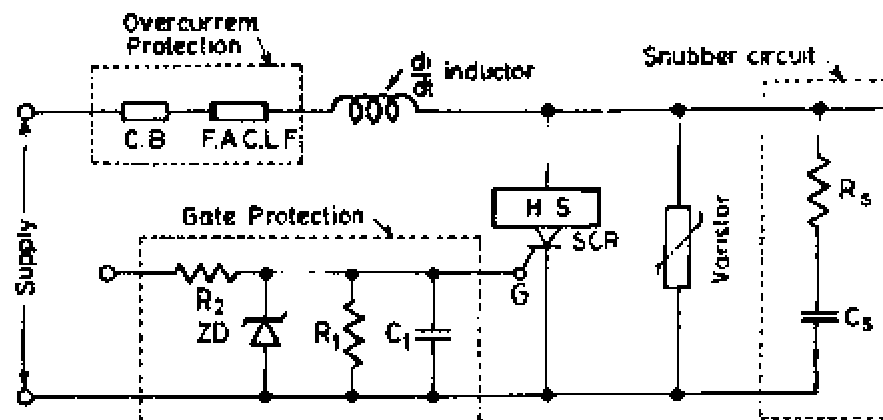 Overcurrent
Protection
di
dt
inductor
Snubber circuit
C.B
F.A.C.L.F.
H S
SCR
G
Gate Protection
Supply
R2
ZD
R1
C1
Varistor
Rs
Cs